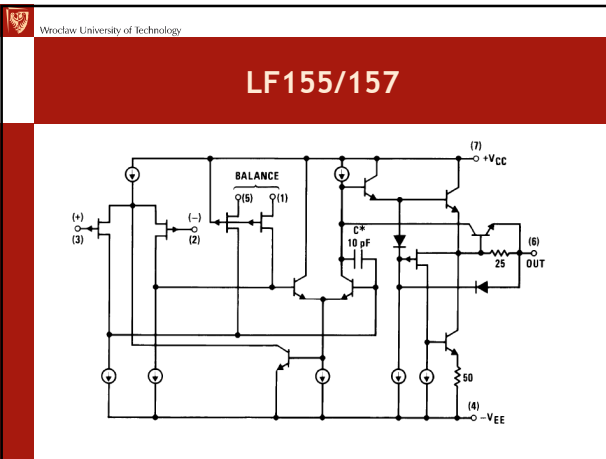 Wroclaw University of Technology
LF155/157
(7)
+VCC
BALANCE
(5) (1)
(+)
(3)
(−)
(2)
C*
10 pF
(6)
OUT
25
50
(4)
−VEE